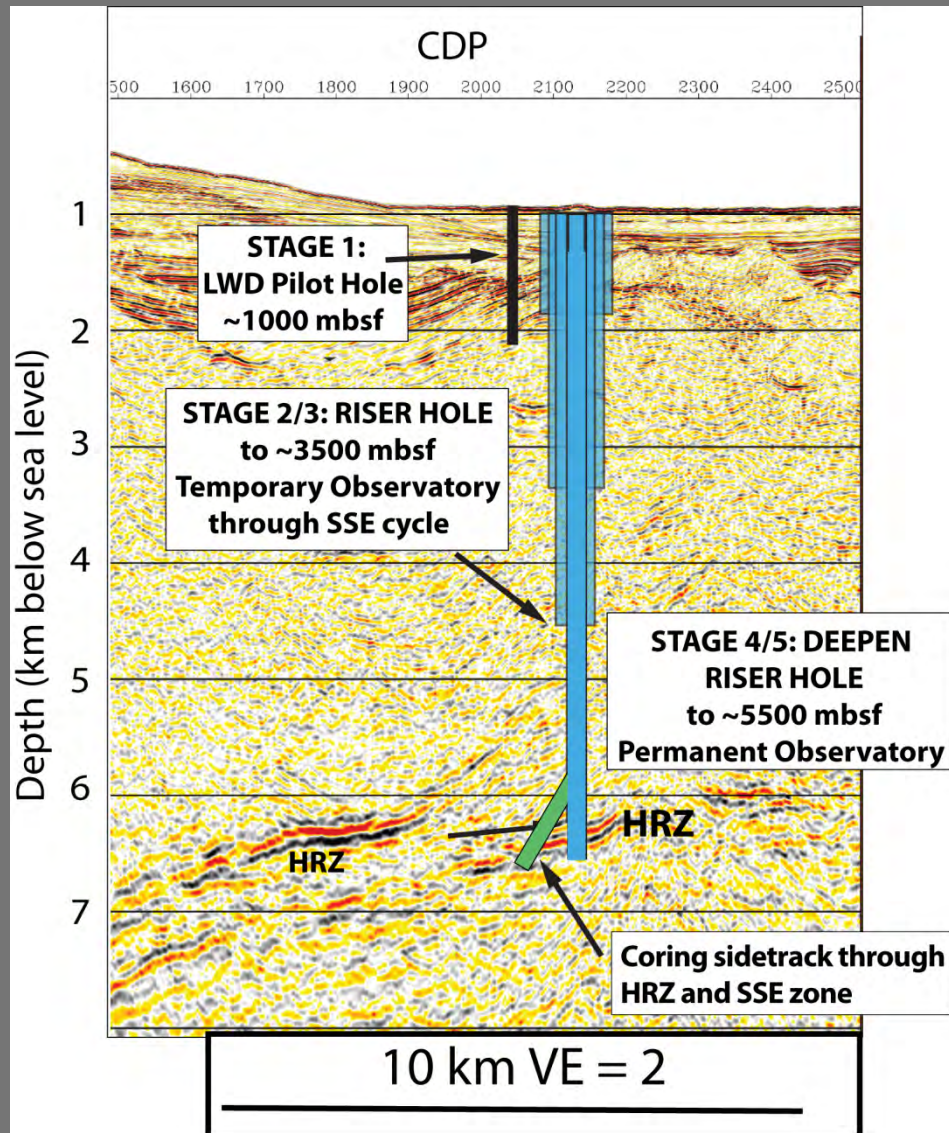 CDP
500 1600 1700 1800 1900 2000 2100 2200 2300 2400 2500
Depth (km below sea level)
1
STAGE 1:
LWD Pilot Hole
~1000 mbsf
2
STAGE 2/3: RISER HOLE
to ~3500 mbsf
Temporary Observatory
through SSE cycle
3
4
STAGE 4/5: DEEPEN
RISER HOLE
to ~5500 mbsf
Permanent Observatory
5
6
HRZ
HRZ
7
Coring sidetrack through
HRZ and SSE zone
10 km VE = 2